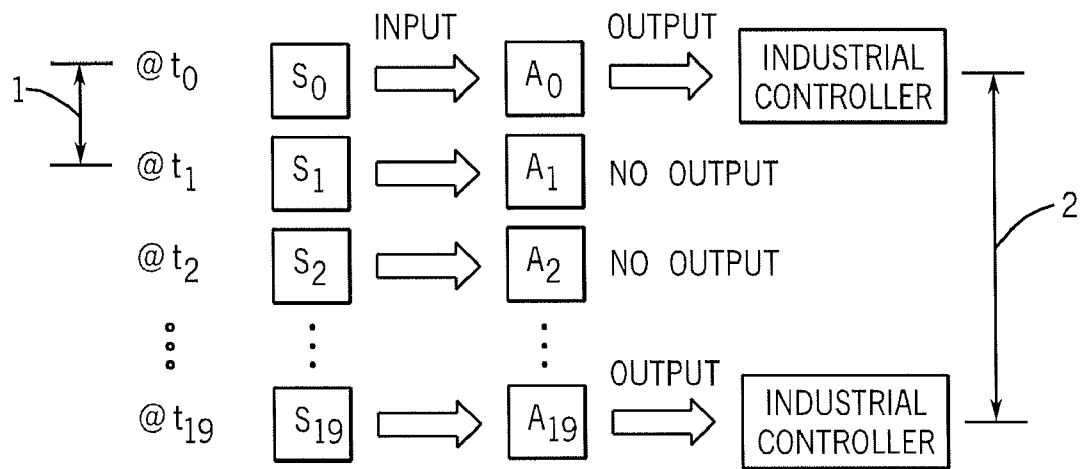 INPUT OUTPUT
1 @ t0 S0 A0 INDUSTRIAL
CONTROLLER
@ t1 S1 A1 NO OUTPUT
2
@ t2 S2 A2 NO OUTPUT
OUTPUT
@ t19 S19 A19 INDUSTRIAL
CONTROLLER